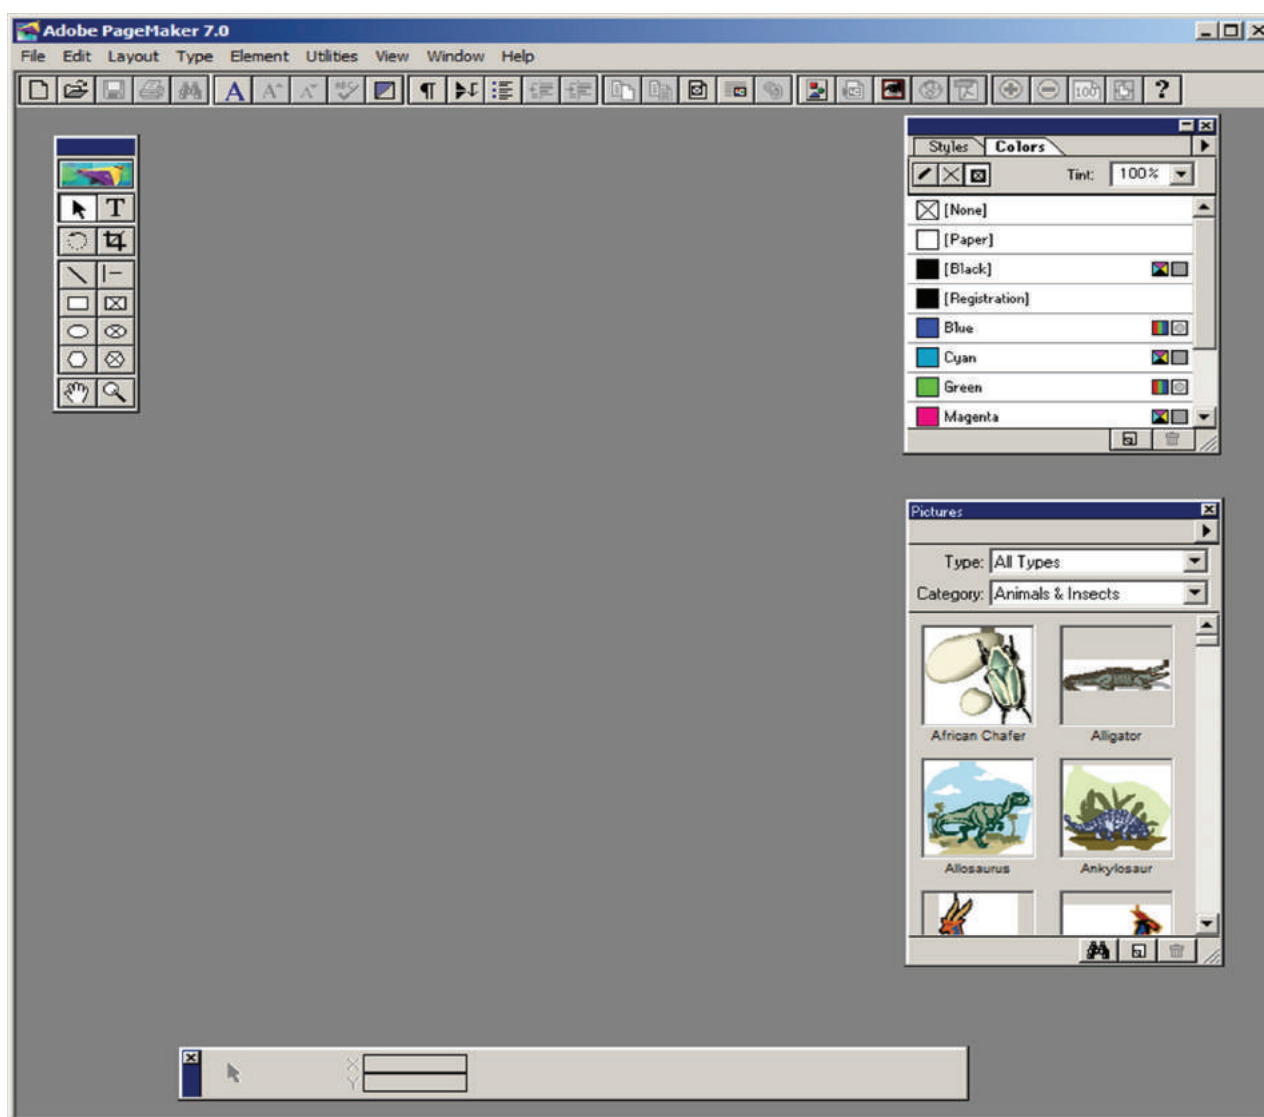 Adobe PageMaker 7.0
File Edit Layout Type Element Utilities View Window Help
Styles Colors
Tint: 100%
[None]
[Paper]
[Black]
[Registration]
Blue
Cyan
Green
Magenta
Pictures
Type: All Types
Category: Animals & Insects
African Chafer Alligator
Allosaurus Ankylosaur
X
Y